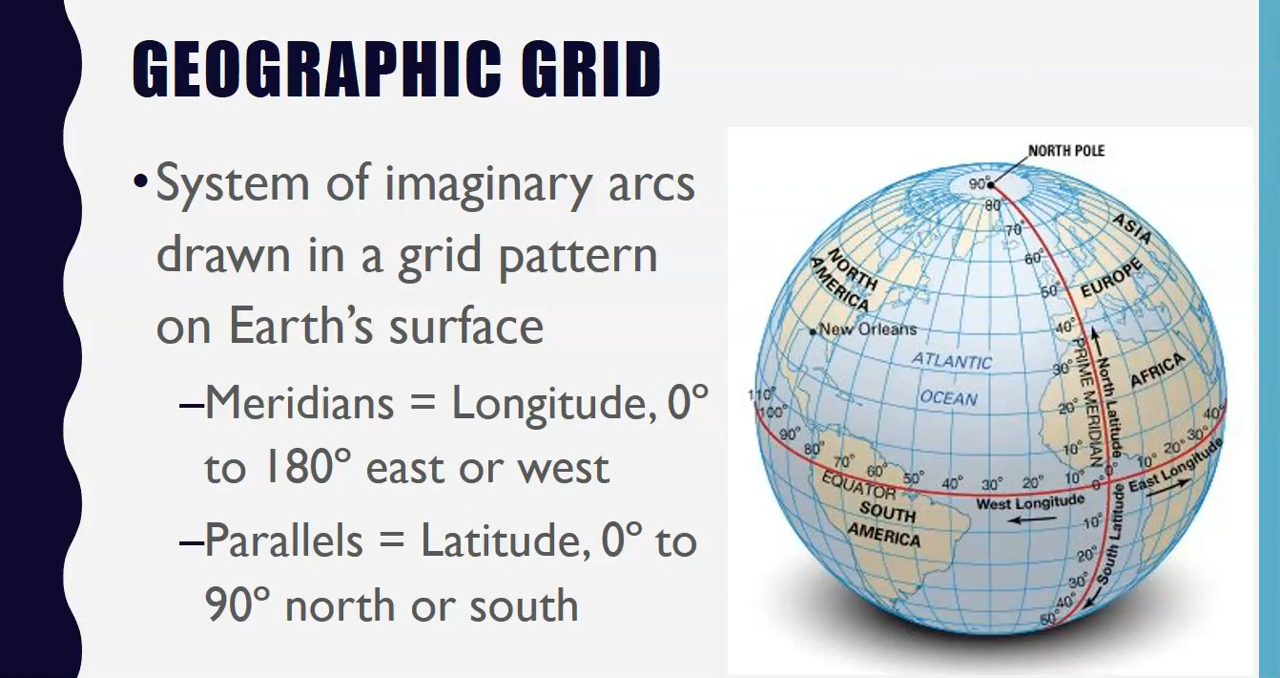 GEOGRAPHIC GRID
•System of imaginary arcs
drawn in a grid pattern
on Earth’s surface
–Meridians = Longitude, 0º
to 180º east or west
–Parallels = Latitude, 0º to
90º north or south
NORTH POLE
90°
80°
70°
60°
50°
40°
30°
20°
10°
0°
ASIA
EUROPE
NORTH
AMERICA
New Orleans
ATLANTIC
OCEAN
AFRICA
PRIME MERIDIAN
North Latitude
110°
100°
90°
80°
70°
60°
50°
40°
30°
20°
10°
0°
10°
20°
30°
40°
EQUATOR
West Longitude
East Longitude
SOUTH
AMERICA
South Latitude
10°
20°
30°
40°
50°